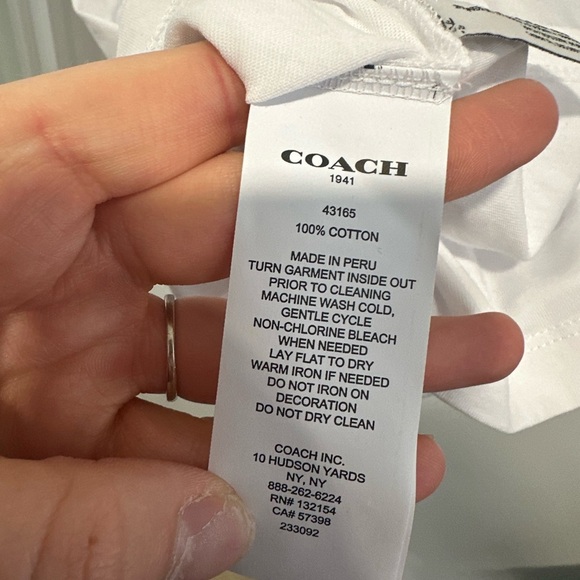 COACH
1941
43165
100% COTTON
MADE IN PERU
TURN GARMENT INSIDE OUT
PRIOR TO CLEANING
MACHINE WASH COLD,
GENTLE CYCLE
NON-CHLORINE BLEACH
WHEN NEEDED
LAY FLAT TO DRY
WARM IRON IF NEEDED
DO NOT IRON ON
DECORATION
DO NOT DRY CLEAN
COACH INC.
10 HUDSON YARDS
NY, NY
888-262-6224
RN# 132154
CA# 57398
233092